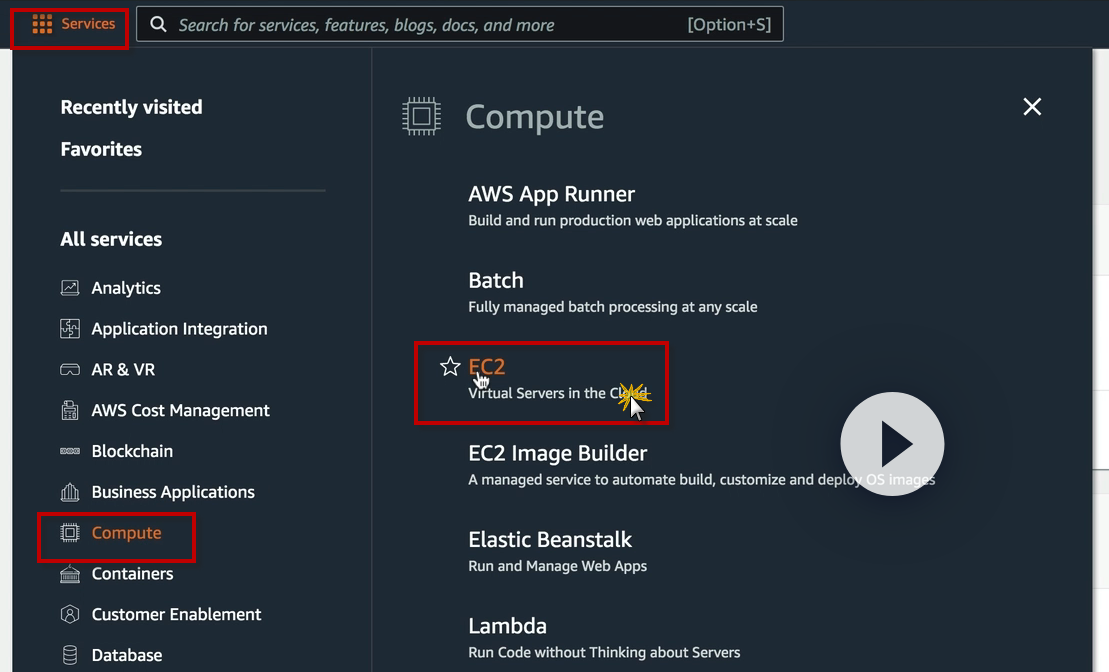 Services
Search for services, features, blogs, docs, and more [Option+S]
Recently visited
Favorites
All services
Analytics
Application Integration
AR & VR
AWS Cost Management
Blockchain
Business Applications
Compute
Containers
Customer Enablement
Database
Compute
AWS App Runner
Build and run production web applications at scale
Batch
Fully managed batch processing at any scale
EC2
Virtual Servers in the Cloud
EC2 Image Builder
A managed service to automate build, customize and deploy OS images
Elastic Beanstalk
Run and Manage Web Apps
Lambda
Run Code without Thinking about Servers